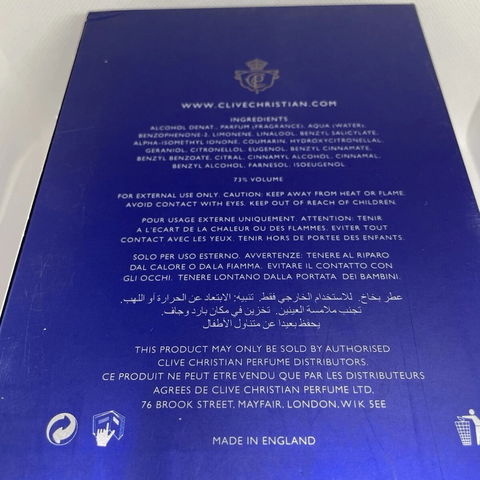 WWW.CLIVECHRISTIAN.COM
INGREDIENTS
ALCOHOL DENAT., PARFUM (FRAGRANCE), AQUA (WATER),
BENZOPHENONE-2, LIMONENE, LINALOOL, BENZYL SALICYLATE,
ALPHA-ISOMETHYL IONONE, COUMARIN, HYDROXYCITRONELLAL,
GERANIOL, CITRONELLOL, EUGENOL, BENZYL CINNAMATE,
BENZYL BENZOATE, CITRAL, CINNAMYL ALCOHOL, CINNAMAL,
BENZYL ALCOHOL, FARNESOL, ISOEUGENOL.
73% VOLUME
FOR EXTERNAL USE ONLY. CAUTION: KEEP AWAY FROM HEAT OR FLAME.
AVOID CONTACT WITH EYES. KEEP OUT OF REACH OF CHILDREN.
POUR USAGE EXTERNE UNIQUEMENT. ATTENTION: TENIR
A L'ECART DE LA CHALEUR OU DES FLAMMES. EVITER TOUT
CONTACT AVEC LES YEUX. TENIR HORS DE PORTEE DES ENFANTS.
SOLO PER USO ESTERNO. AVVERTENZE: TENERE AL RIPARO
DAL CALORE O DALA FIAMMA. EVITARE IL CONTATTO CON
GLI OCCHI. TENERE LONTANO DALLA PORTATA DEI BAMBINI.
عطر بخاخ. للاستخدام الخارجي فقط. تنبيه: الابتعاد عن الحرارة أو اللهب.
تجنب ملامسة العينين. تخزين في مكان بارد وجاف.
يحفظ بعيدا عن متناول الأطفال
THIS PRODUCT MAY ONLY BE SOLD BY AUTHORISED
CLIVE CHRISTIAN PERFUME DISTRIBUTORS.
CE PRODUIT NE PEUT ETRE VENDU QUE PAR LES DISTRIBUTEURS
AGREES DE CLIVE CHRISTIAN PERFUME LTD.
76 BROOK STREET, MAYFAIR, LONDON, W1K 5EE
MADE IN ENGLAND